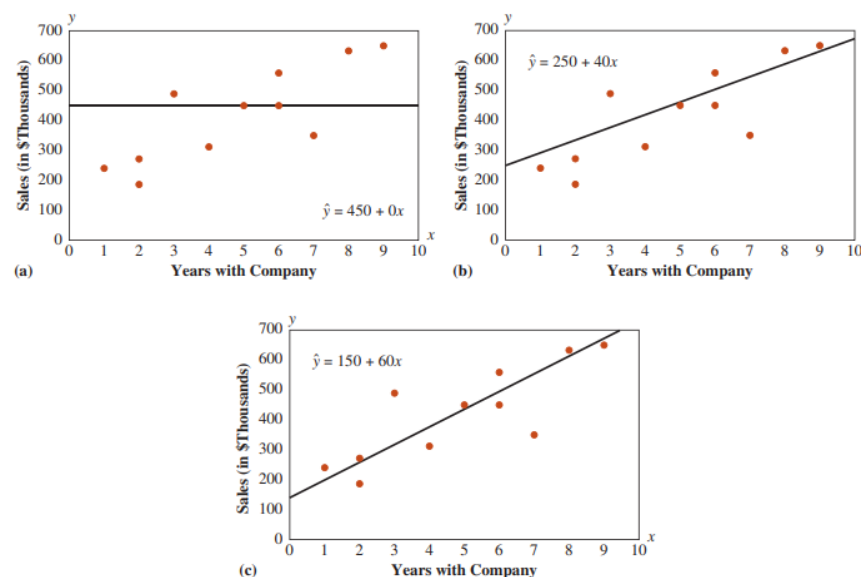 y
700
600
500
400
300
200
100
0
Sales (in $Thousands)
ŷ = 450 + 0x
0 1 2 3 4 5 6 7 8 9 10 x
(a) Years with Company
y
700
600
500
400
300
200
100
0
Sales (in $Thousands)
ŷ = 250 + 40x
0 1 2 3 4 5 6 7 8 9 10 x
(b) Years with Company
y
700
600
500
400
300
200
100
0
Sales (in $Thousands)
ŷ = 150 + 60x
0 1 2 3 4 5 6 7 8 9 10 x
(c) Years with Company